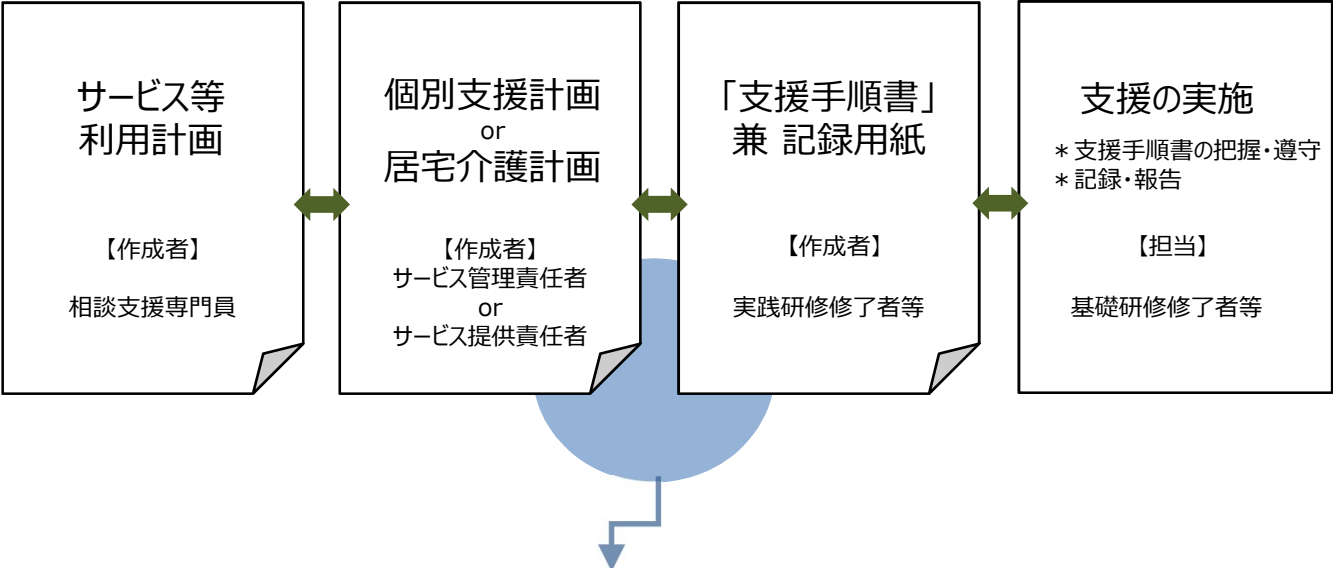 サービス等
利用計画
【作成者】
相談支援専門員
個別支援計画
or
居宅介護計画
【作成者】
サービス管理責任者
or
サービス提供責任者
「支援手順書」
兼 記録用紙
【作成者】
実践研修修了者等
支援の実施
＊支援手順書の把握・遵守
＊記録・報告
【担当】
基礎研修修了者等